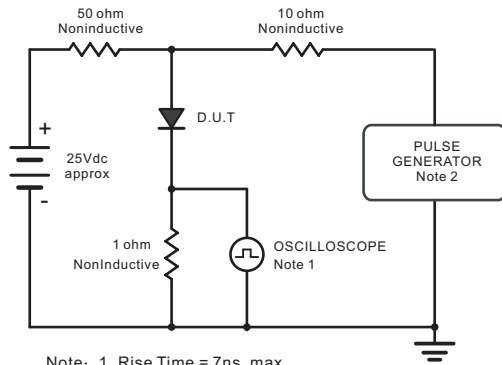 50 ohm
Noninductive
10 ohm
Noninductive
D.U.T
+
25Vdc
approx
-
PULSE
GENERATOR
Note 2
1 ohm
NonInductive
OSCILLOSCOPE
Note 1
Note: 1. Rise Time = 7ns, max.